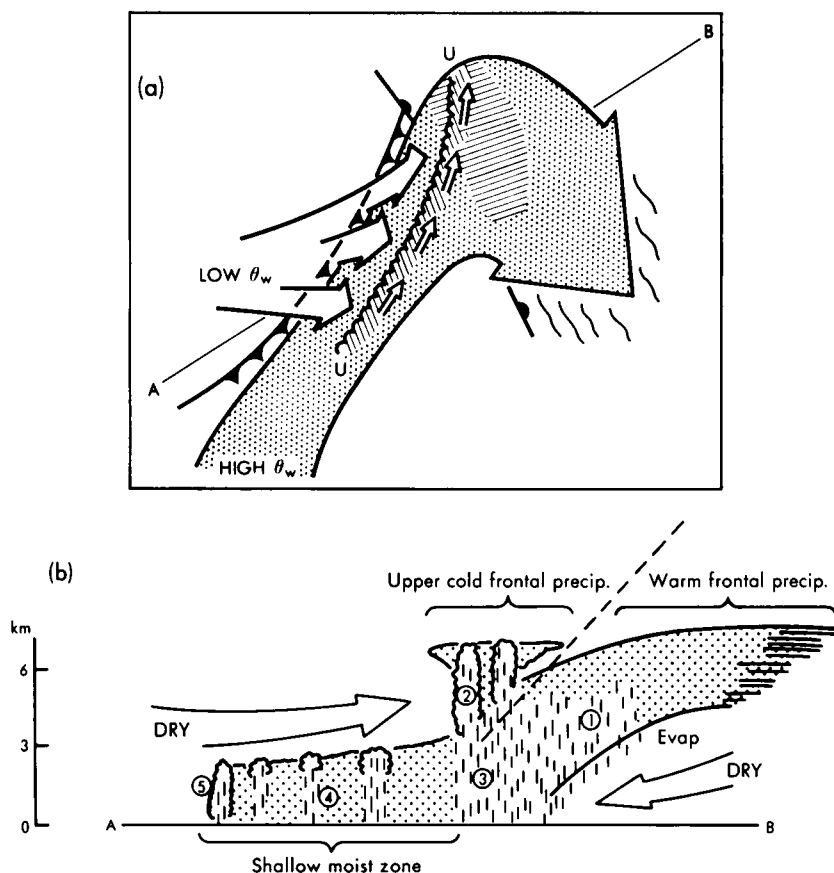 (a)
B
U
LOW θw
A
U
HIGH θw
(b)
Upper cold frontal precip.
Warm frontal precip.
km
6
3
0
DRY
②
①
③
Evap
DRY
⑤
④
A
B
Shallow moist zone